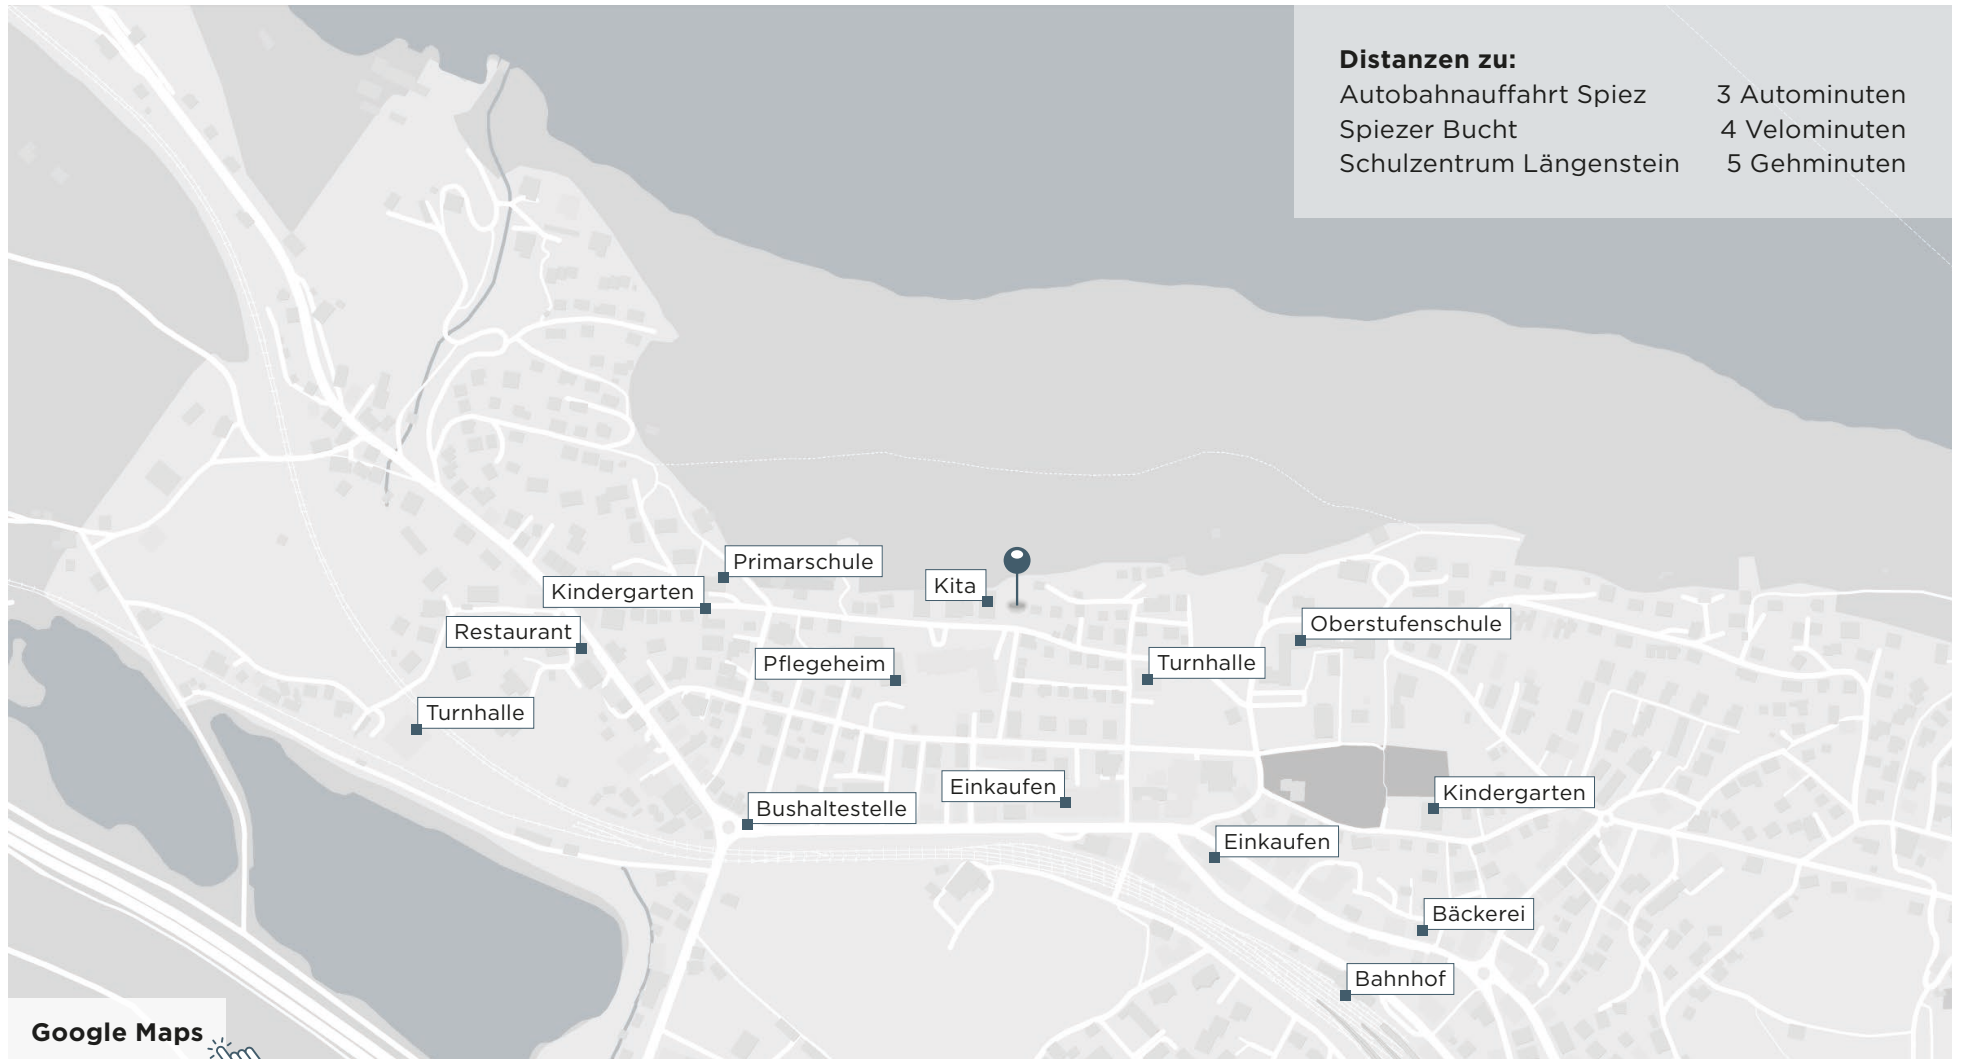 Distanzen zu:
Autobahnauffahrt Spiez 3 Autominuten
Spiezer Bucht 4 Velominuten
Schulzentrum Längenstein 5 Gehminuten
Primarschule
Kindergarten
Kita
Restaurant
Oberstufenschule
Pflegeheim
Turnhalle
Turnhalle
Einkaufen
Kindergarten
Bushaltestelle
Einkaufen
Bäckerei
Bahnhof
Google Maps